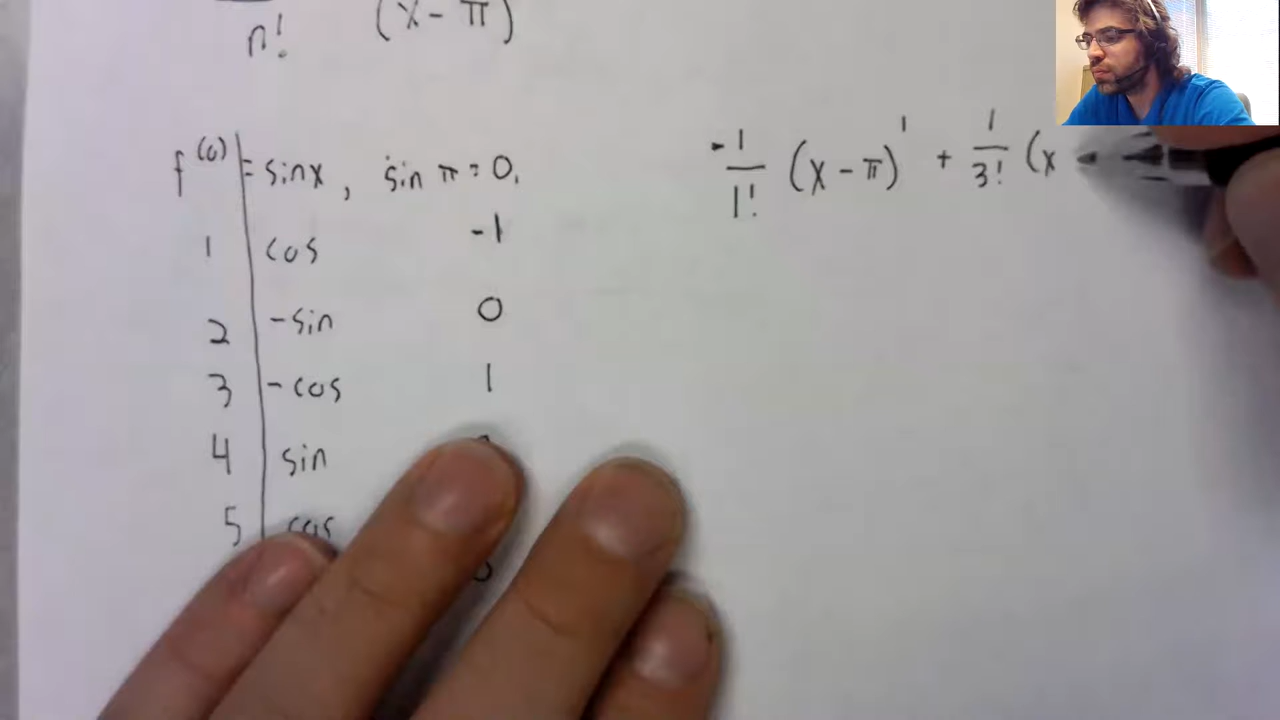 n! (x - π)
f^(0) = sin x, sin π = 0.
1 cos -1
2 -sin 0
3 -cos 1
4 sin
5 cos
-1/1! (x - π)^1 + 1/3! (x